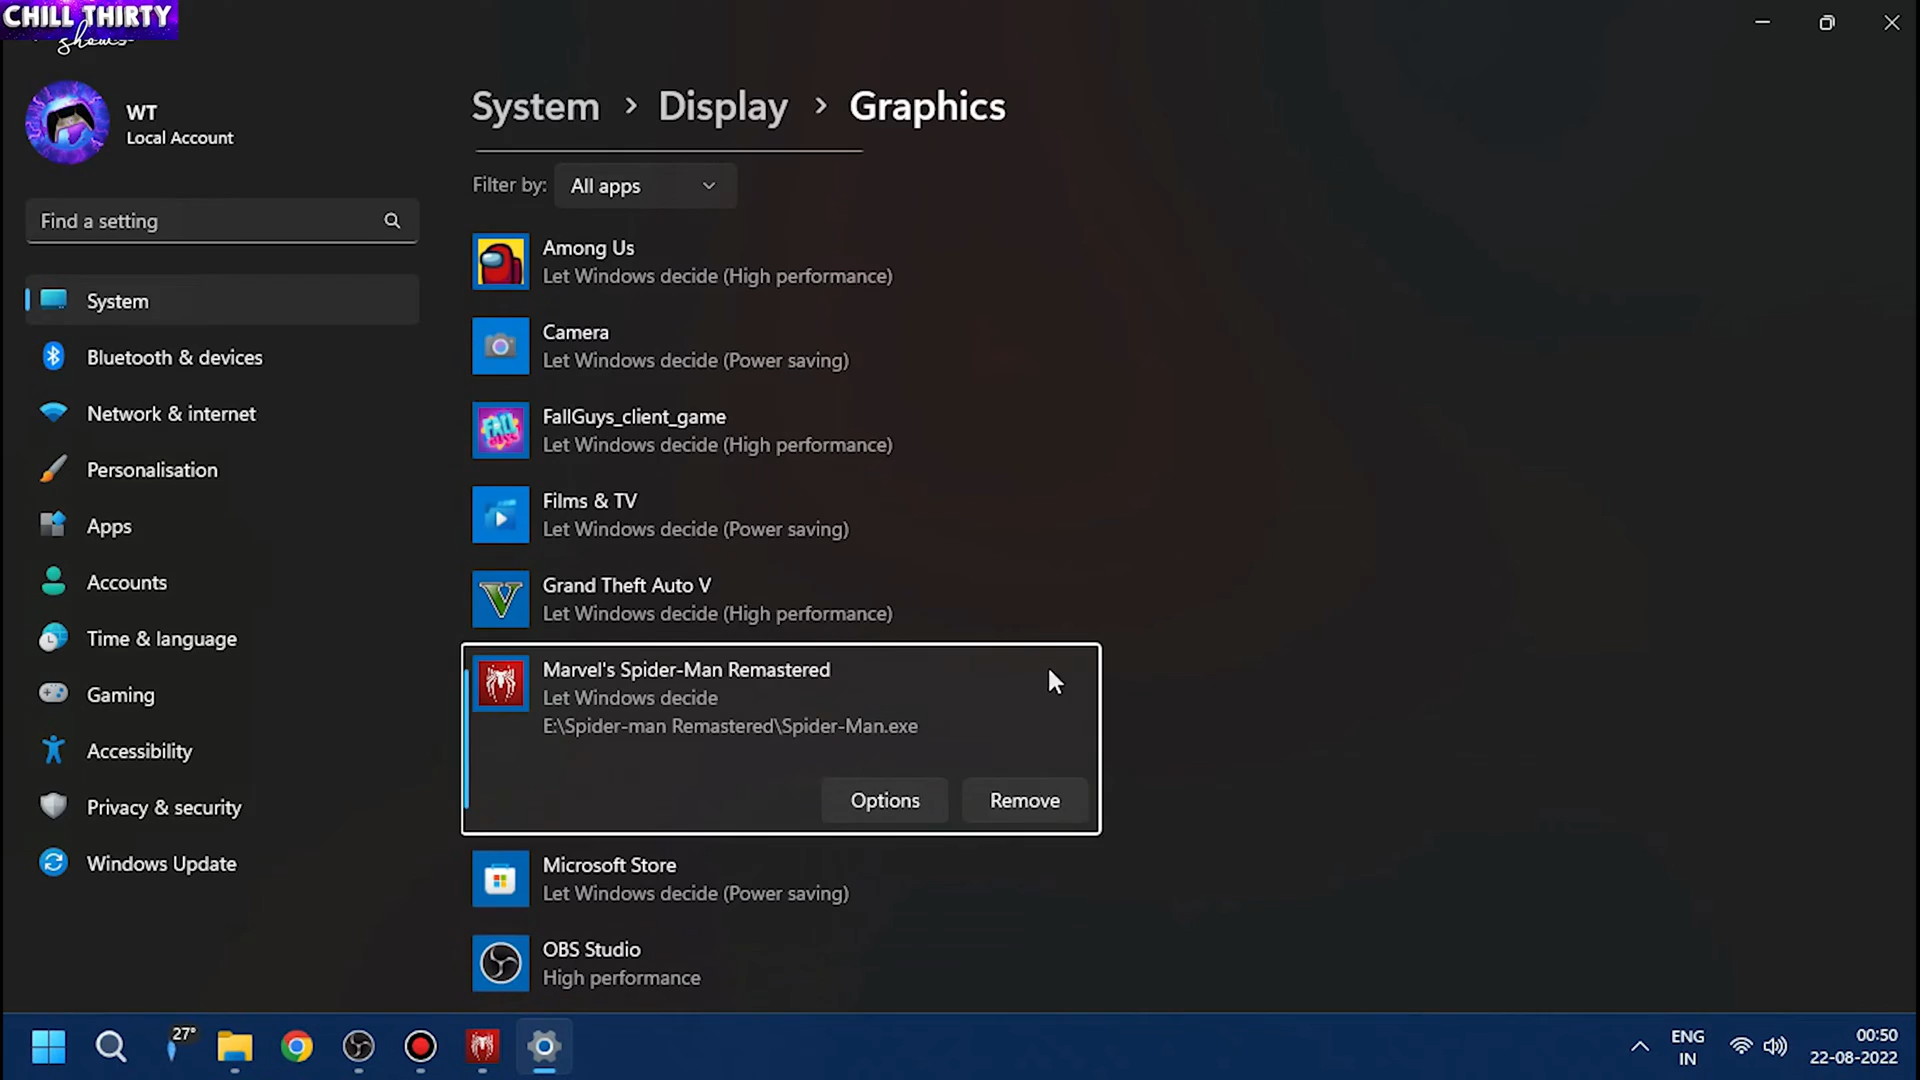 CHILL THIRTY
shows
WT
Local Account
Find a setting
System
Bluetooth & devices
Network & internet
Personalisation
Apps
Accounts
Time & language
Gaming
Accessibility
Privacy & security
Windows Update
System > Display > Graphics
Filter by: All apps
Among Us
Let Windows decide (High performance)
Camera
Let Windows decide (Power saving)
FallGuys_client_game
Let Windows decide (High performance)
Films & TV
Let Windows decide (Power saving)
Grand Theft Auto V
Let Windows decide (High performance)
Marvel's Spider-Man Remastered
Let Windows decide
E:\Spider-man Remastered\Spider-Man.exe
Options Remove
Microsoft Store
Let Windows decide (Power saving)
OBS Studio
High performance
27°
ENG
IN
00:50
22-08-2022